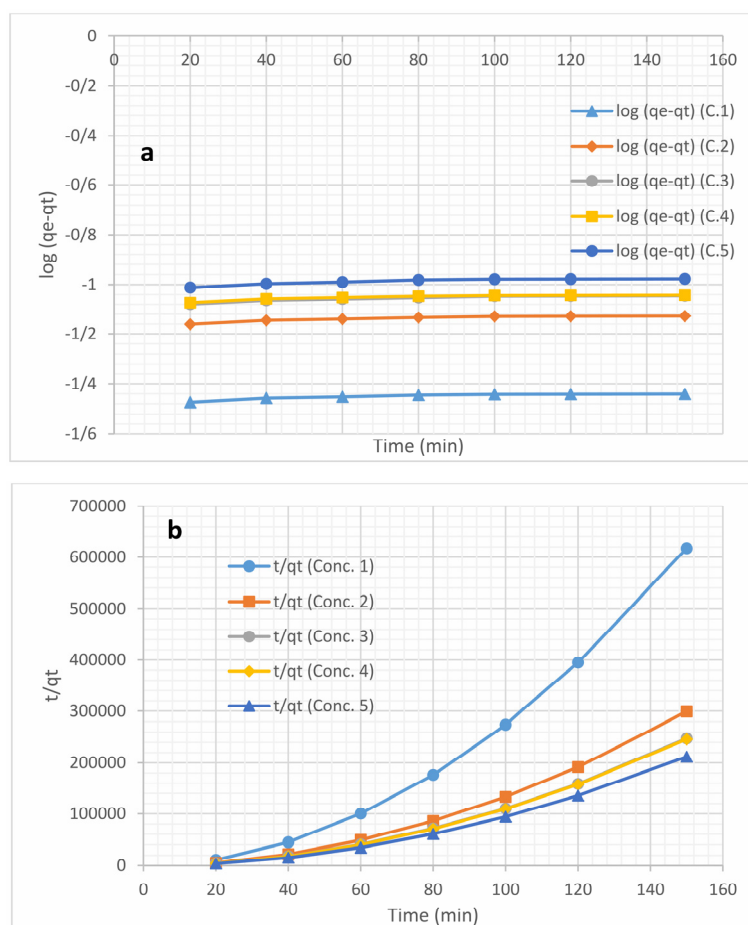 0
0 20 40 60 80 100 120 140 160
-0/2
log (qe-qt) (C.1)
-0/4
log (qe-qt) (C.2)
a
-0/6
log (qe-qt) (C.3)
log (qe-qt) (C.4)
-0/8
log (qe-qt) (C.5)
-1
-1/2
-1/4
-1/6
log (qe-qt)
Time (min)
700000
b
600000
t/qt (Conc. 1)
t/qt (Conc. 2)
500000
t/qt (Conc. 3)
400000
t/qt (Conc. 4)
t/qt (Conc. 5)
300000
200000
100000
0
t/qt
0 20 40 60 80 100 120 140 160
Time (min)